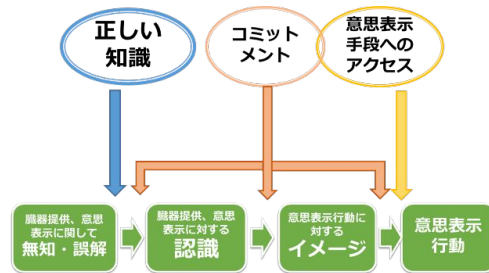 正しい
知識
コミット
メント
意思表示
手段への
アクセス
臓器提供、意思
表示に関して
無知・誤解
臓器提供、意思
表示に対する
認識
意思表示行動に
対する
イメージ
意思表示
行動